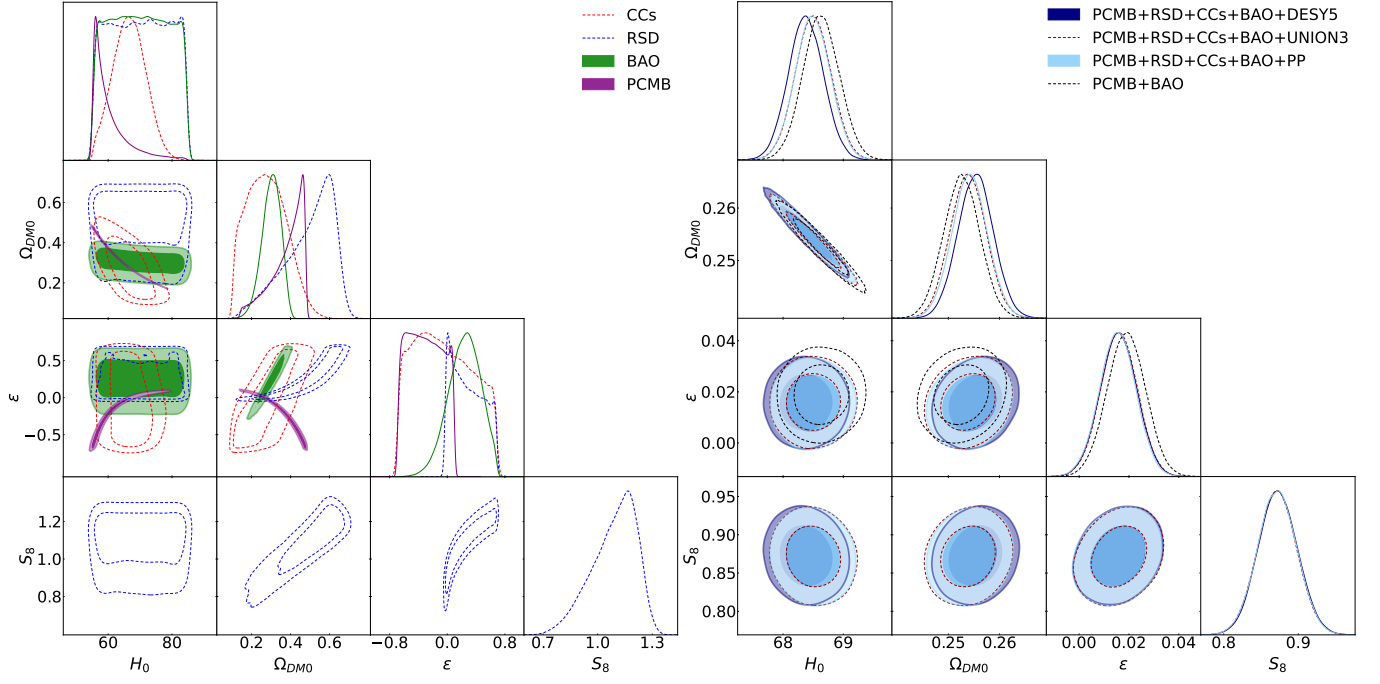 CCs
RSD
BAO
PCMB
Ω_DM0
0.6
0.4
0.2
ε
0.5
0.0
−0.5
S_8
1.2
1.0
0.8
60 80
H_0
0.2 0.4 0.6
Ω_DM0
−0.8 0.0 0.8
ε
0.7 1.0 1.3
S_8
PCMB+RSD+CCs+BAO+DESY5
PCMB+RSD+CCs+BAO+UNION3
PCMB+RSD+CCs+BAO+PP
PCMB+BAO
Ω_DM0
0.26
0.25
ε
0.04
0.02
0.00
S_8
0.95
0.90
0.85
0.80
68 69
H_0
0.25 0.26
Ω_DM0
0.00 0.02 0.04
ε
0.8 0.9
S_8